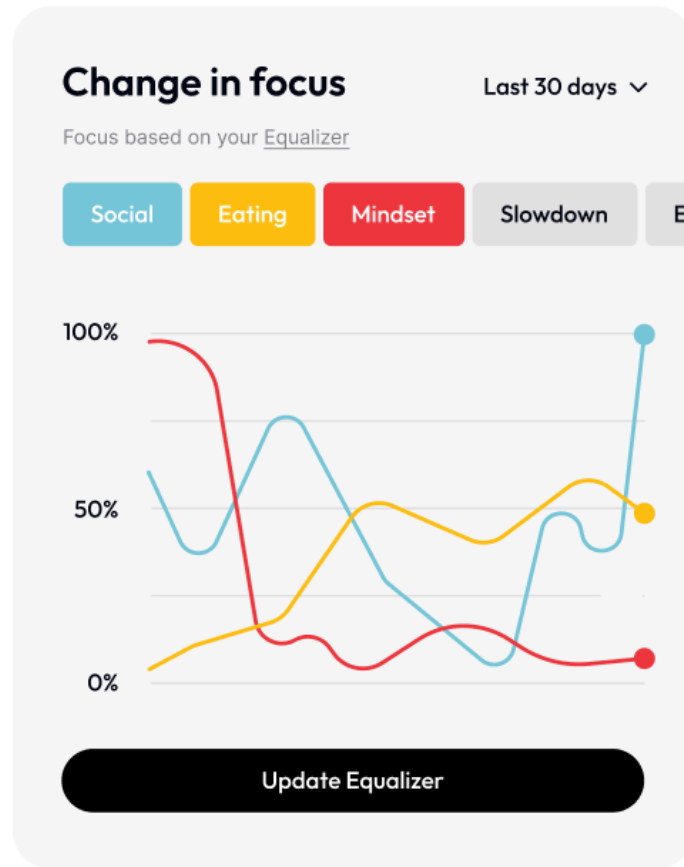 Change in focus
Last 30 days
Focus based on your Equalizer
Social Eating Mindset Slowdown
100%
50%
0%
Update Equalizer